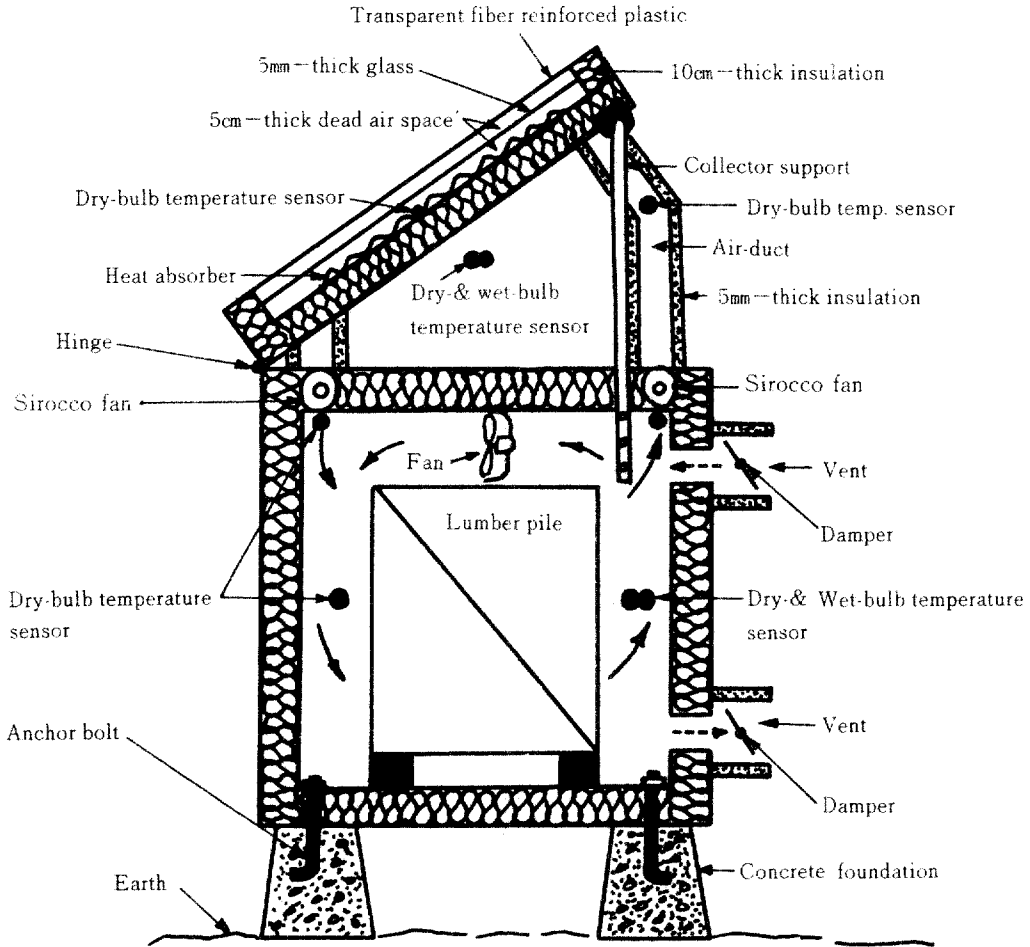 Transparent fiber reinforced plastic
5mm-thick glass
10cm-thick insulation
5cm-thick dead air space
Collector support
Dry-bulb temperature sensor
Dry-bulb temp. sensor
Air-duct
Heat absorber
Dry-& wet-bulb
temperature sensor
5mm-thick insulation
Hinge
Sirocco fan
Sirocco fan
Fan
Vent
Lumber pile
Damper
Dry-bulb temperature
sensor
Dry-& Wet-bulb temperature
sensor
Anchor bolt
Vent
Damper
Concrete foundation
Earth